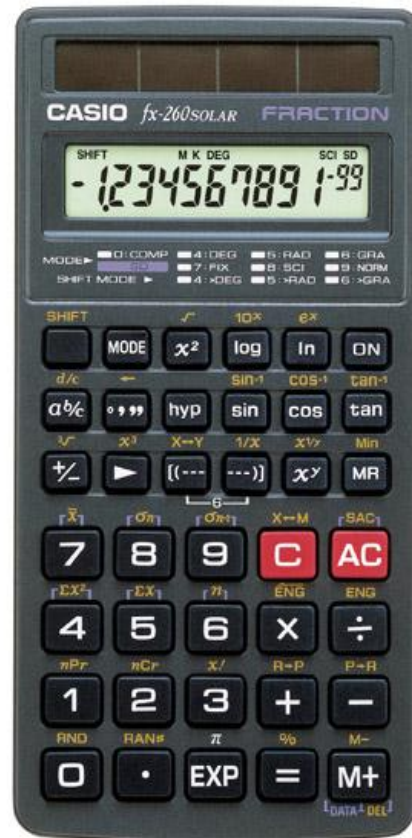 CASIO fx-260SOLAR FRACTION
SHIFT M K DEG SCI SD
-1.234567891-99
MODE► 0:COMP 4:DEG 5:RAD 6:GRA
SD 7:FIX 8:SCI 9:NORM
SHIFT MODE ► 4:>DEG 5:>RAD 6:>GRA
SHIFT √ 10ˣ eˣ
MODE x² log ln ON
d/c ← sin⁻¹ cos⁻¹ tan⁻¹
a b/c °,,, hyp sin cos tan
³√ x³ X↔Y 1/x x^1/y Min
+/− ► [(--- ---)] xʸ MR
6
x̄ σn σn-1 X↔M SAC
7 8 9 C AC
Σx² Σx n ENG ENG
4 5 6 × ÷
nPr nCr x! R→P P→R
1 2 3 + −
RND RAN# π % M−
0 · EXP = M+
DATA DEL